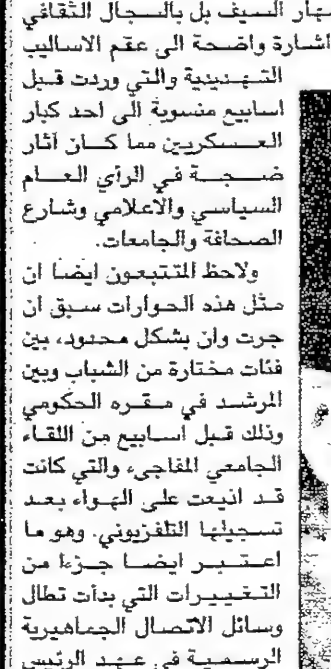 ـهار السيف بل بالسجال الثقافي
اشارة واضحة الى عقم الاساليب
التهديدية والتي وردت قبل
اسابيع منسوبة الى احد كبار
العسكريين مما كان آثار
ضجة في الرأي العام
السياسي والاعلامي وشارع
الصحافة والجامعات.
ولاحظ المتتبعون ايضا ان
مثل هذه الحوارات سبق ان
جرت وان بشكل محدود، بين
فئات مختارة من الشباب وبين
المرشد في مقره الحكومي
وذلك قبل اسابيع من اللقاء
الجامعي المفاجىء والتي كانت
قد اذيعت على الهواء بعد
تسجيلها التلفزيوني. وهو ما
اعتبر ايضا جزءا من
التغييرات التي بدأت تطال
وسائل الاتصال الجماهيرية
الرسمية في عهد الرئيس